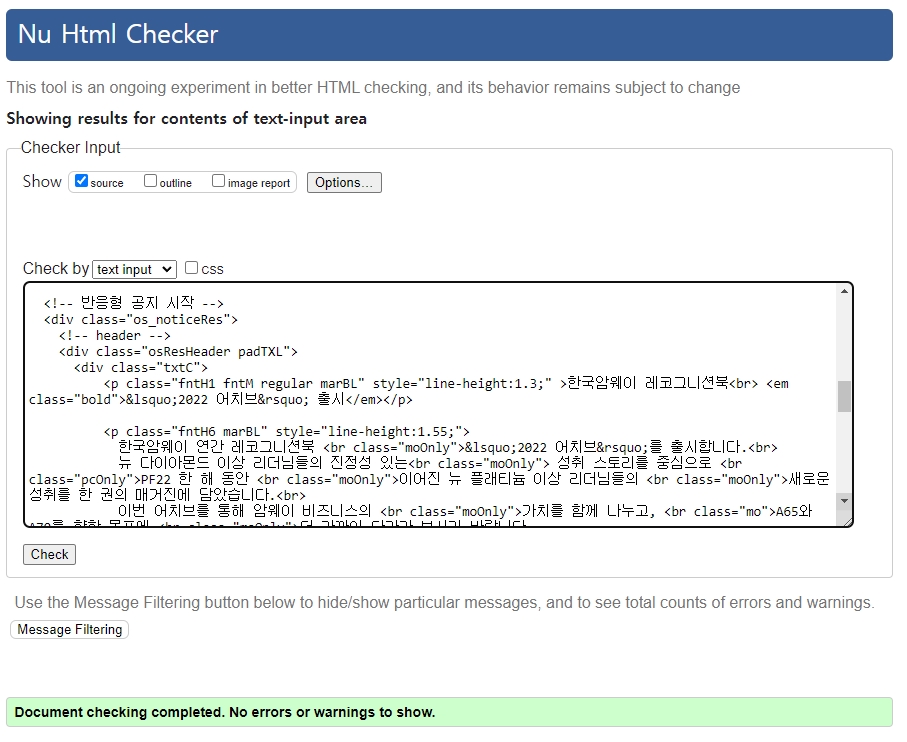 Nu Html Checker
This tool is an ongoing experiment in better HTML checking, and its behavior remains subject to change
Showing results for contents of text-input area
Checker Input
Show source outline image report Options...
Check by text input css
<!-- 반응형 공지 시작 -->
<div class="os_noticeRes">
<!-- header -->
<div class="osResHeader padTXL">
<div class="txtC">
<p class="fntH1 fntM regular marBL" style="line-height:1.3;" >한국암웨이 레코그니션북<br> <em
class="bold">&lsquo;2022 어치브&rsquo; 출시</em></p>
<p class="fntH6 marBL" style="line-height:1.55;">
한국암웨이 연간 레코그니션북 <br class="moOnly">&lsquo;2022 어치브&rsquo;를 출시합니다.<br>
뉴 다이아몬드 이상 리더님들의 진정성 있는<br class="moOnly"> 성취 스토리를 중심으로 <br
class="pcOnly">PF22 한 해 동안 <br class="moOnly">이어진 뉴 플래티늄 이상 리더님들의 <br class="moOnly">새로운
성취를 한 권의 매거진에 담았습니다.<br>
이번 어치브를 통해 암웨이 비즈니스의 <br class="moOnly">가치를 함께 나누고, <br class="mo">A65와
Check
Use the Message Filtering button below to hide/show particular messages, and to see total counts of errors and warnings.
Message Filtering
Document checking completed. No errors or warnings to show.